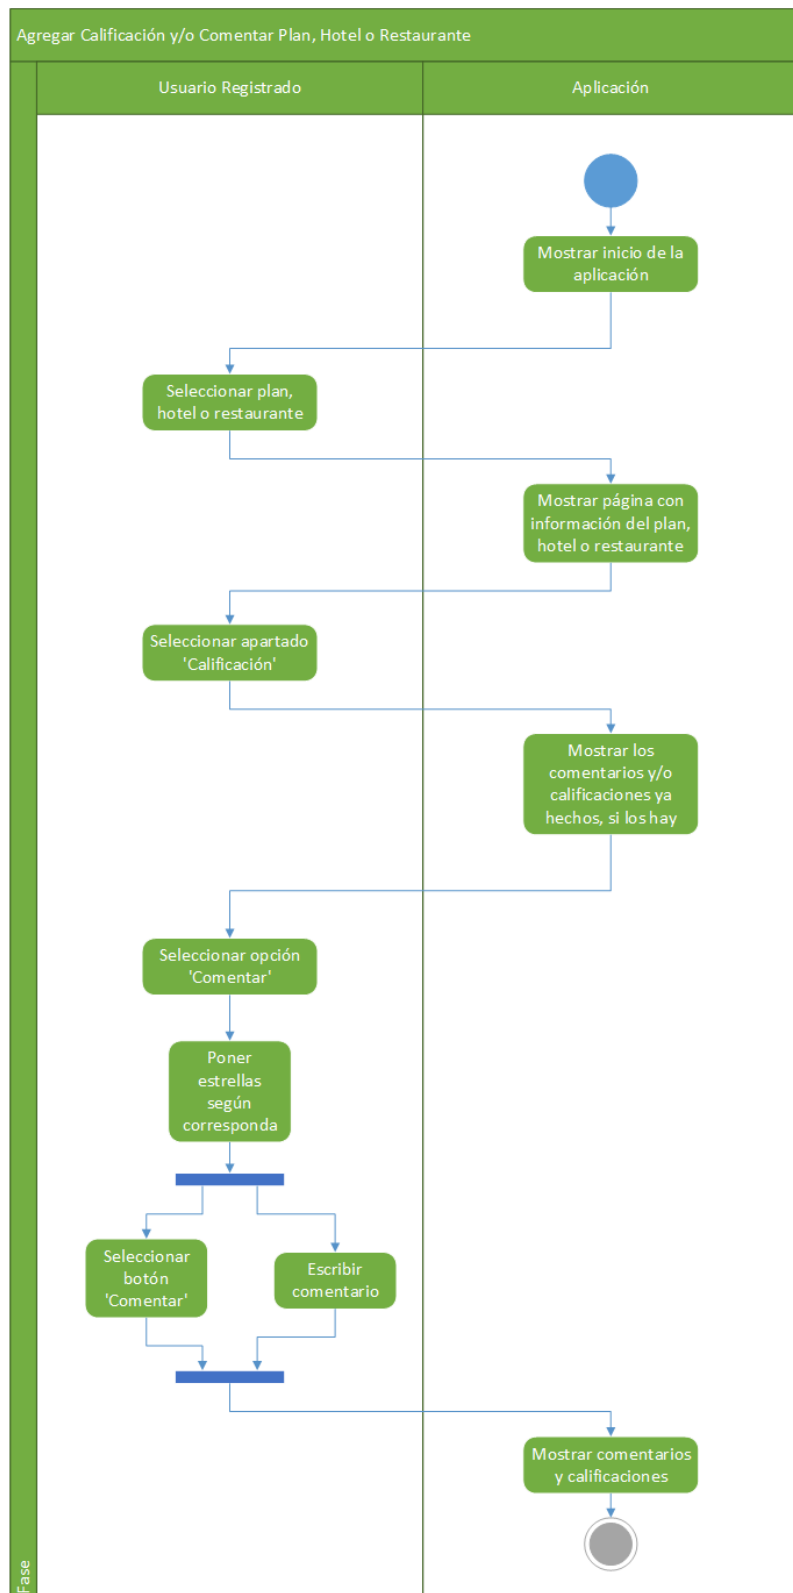 Agregar Calificación y/o Comentar Plan, Hotel o Restaurante
Usuario Registrado
Aplicación
Mostrar inicio de la
aplicación
Seleccionar plan,
hotel o restaurante
Mostrar página con
información del plan,
hotel o restaurante
Seleccionar apartado
'Calificación'
Mostrar los
comentarios y/o
calificaciones ya
hechos, si los hay
Seleccionar opción
'Comentar'
Poner
estrellas
según
corresponda
Seleccionar
botón
'Comentar'
Escribir
comentario
Mostrar comentarios
y calificaciones
Fase